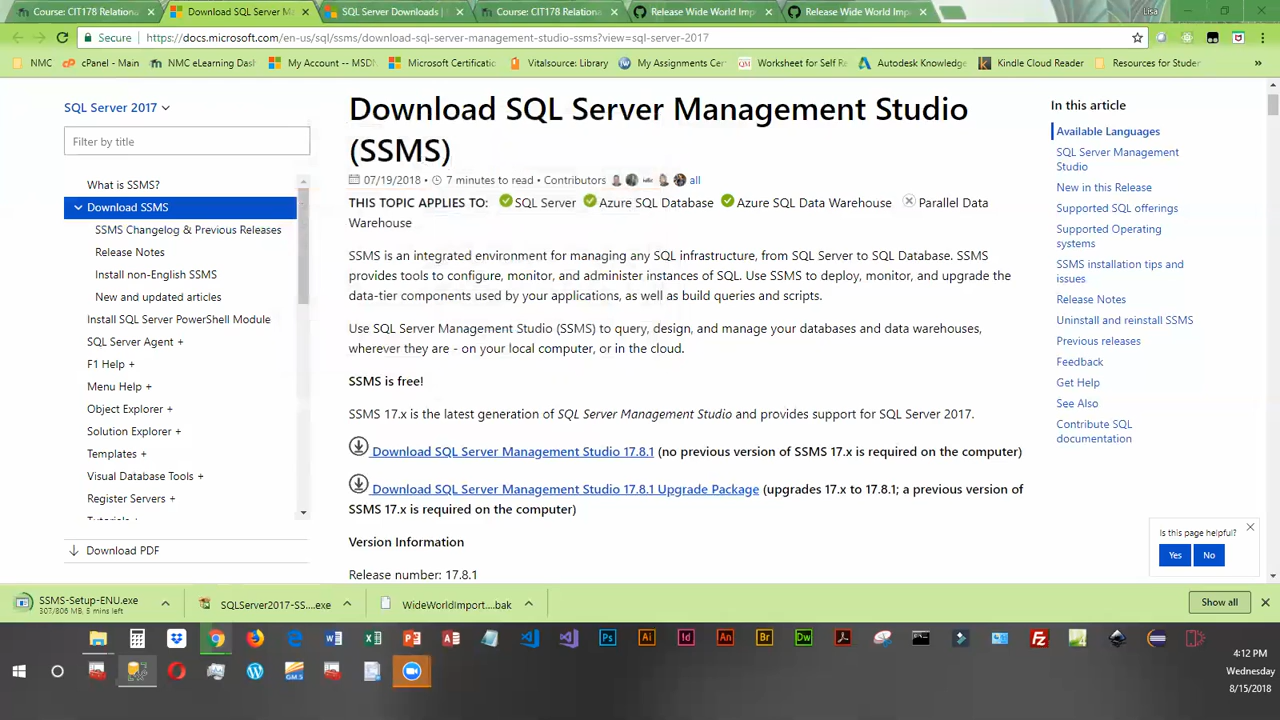 Course: CIT178 Relationa
Download SQL Server M
SQL Server Downloads |
Course: CIT178 Relationa
Release Wide World Imp
Release Wide World Imp
Lisa
Secure
https://docs.microsoft.com/en-us/sql/ssms/download-sql-server-management-studio-ssms?view=sql-server-2017
NMC
cPanel - Main
NMC eLearning Dash
My Account -- MSDN
Microsoft Certificatio
Vitalsource: Library
My Assignments Cer
Worksheet for Self R
Autodesk Knowledge
Kindle Cloud Reader
Resources for Studen
»
SQL Server 2017
Filter by title
What is SSMS?
Download SSMS
SSMS Changelog & Previous Releases
Release Notes
Install non-English SSMS
New and updated articles
Install SQL Server PowerShell Module
SQL Server Agent +
F1 Help +
Menu Help +
Object Explorer +
Solution Explorer +
Templates +
Visual Database Tools +
Register Servers +
Tutorials +
Download PDF
Download SQL Server Management Studio
(SSMS)
07/19/2018 • 7 minutes to read • Contributors all
THIS TOPIC APPLIES TO: SQL Server Azure SQL Database Azure SQL Data Warehouse Parallel Data
Warehouse
SSMS is an integrated environment for managing any SQL infrastructure, from SQL Server to SQL Database. SSMS
provides tools to configure, monitor, and administer instances of SQL. Use SSMS to deploy, monitor, and upgrade the
data-tier components used by your applications, as well as build queries and scripts.
Use SQL Server Management Studio (SSMS) to query, design, and manage your databases and data warehouses,
wherever they are - on your local computer, or in the cloud.
SSMS is free!
SSMS 17.x is the latest generation of SQL Server Management Studio and provides support for SQL Server 2017.
Download SQL Server Management Studio 17.8.1 (no previous version of SSMS 17.x is required on the computer)
Download SQL Server Management Studio 17.8.1 Upgrade Package (upgrades 17.x to 17.8.1; a previous version of
SSMS 17.x is required on the computer)
Version Information
Release number: 17.8.1
In this article
Available Languages
SQL Server Management
Studio
New in this Release
Supported SQL offerings
Supported Operating
systems
SSMS installation tips and
issues
Release Notes
Uninstall and reinstall SSMS
Previous releases
Feedback
Get Help
See Also
Contribute SQL
documentation
Is this page helpful?
Yes
No
SSMS-Setup-ENU.exe
307/806 MB, 5 mins left
SQLServer2017-SS....exe
WideWorldImport....bak
Show all
4:12 PM
Wednesday
8/15/2018